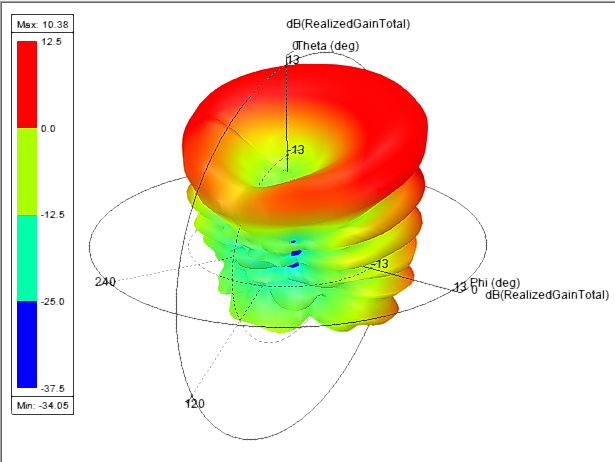 dB(RealizedGainTotal)
Max: 10.38
12.5
0.0
-12.5
-25.0
-37.5
Min: -34.05
0Theta (deg)
13
-13
-13
240
13 0 Phi (deg)
dB(RealizedGainTotal)
120